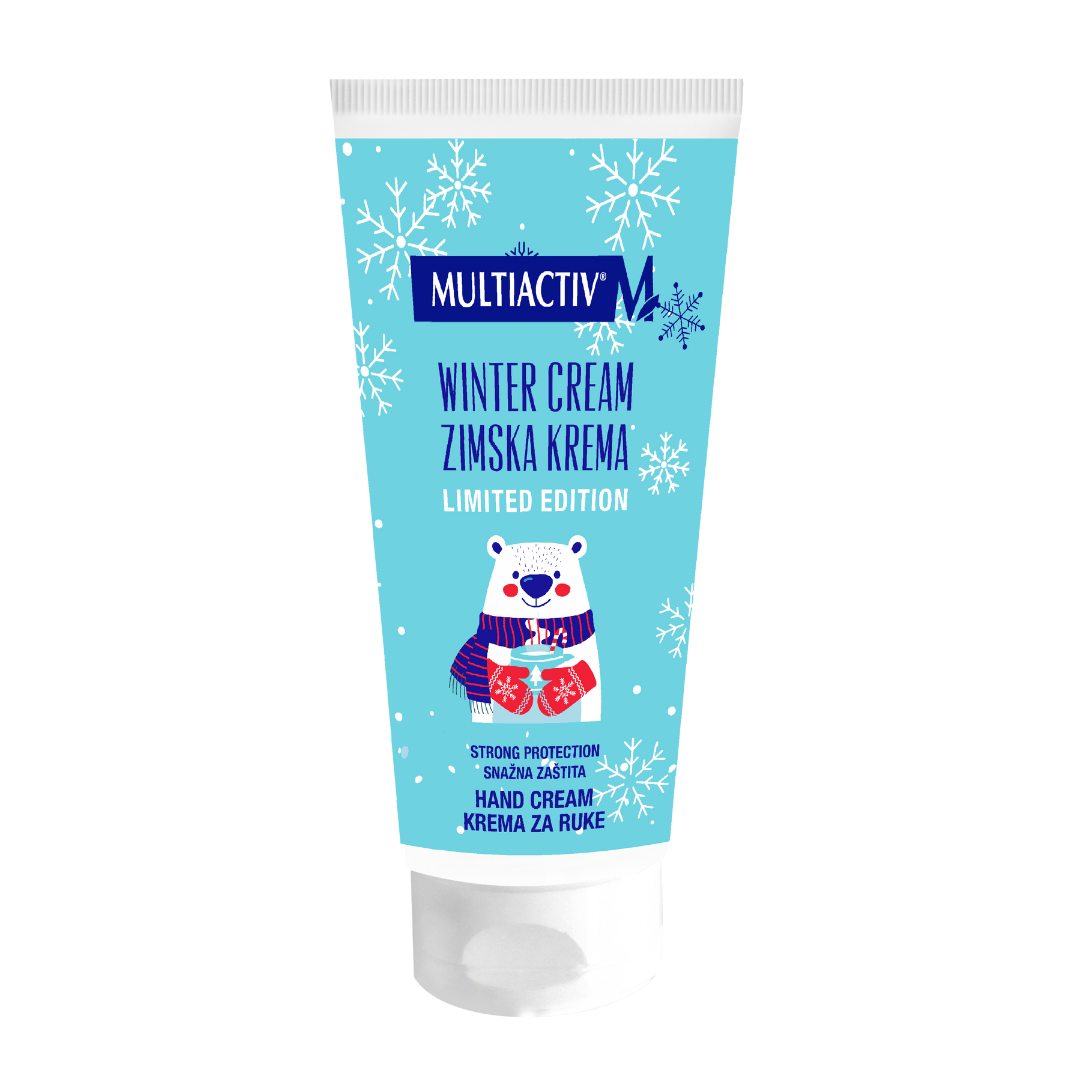 MULTIACTIV® M
WINTER CREAM
ZIMSKA KREMA
LIMITED EDITION
STRONG PROTECTION
SNAŽNA ZAŠTITA
HAND CREAM
KREMA ZA RUKE